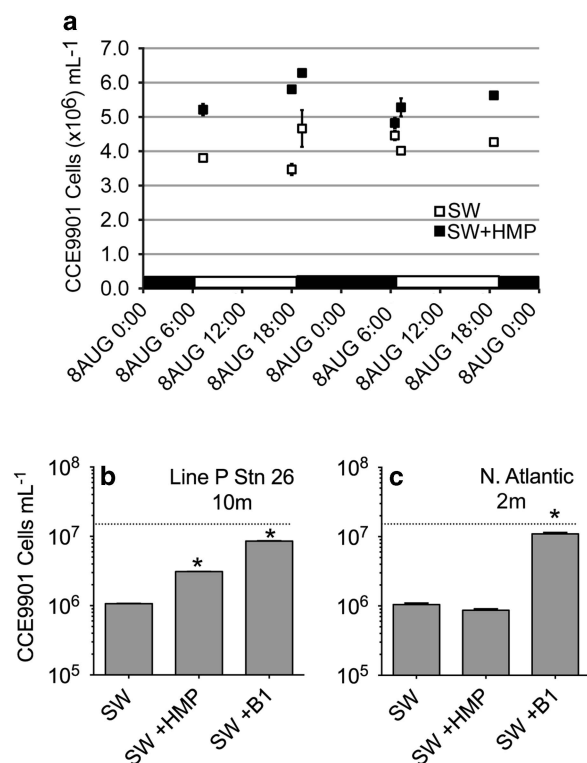 a
CCE9901 Cells (x10⁶) mL-1
7.0
6.0
5.0
4.0
3.0
2.0
1.0
0.0
SW
SW+HMP
8AUG 0:00
8AUG 6:00
8AUG 12:00
8AUG 18:00
8AUG 0:00
8AUG 6:00
8AUG 12:00
8AUG 18:00
8AUG 0:00
b
Line P Stn 26
10m
CCE9901 Cells mL⁻¹
10⁸
10⁷
10⁶
10⁵
*
*
SW
SW +HMP
SW +B1
c
N. Atlantic
2m
10⁸
10⁷
10⁶
10⁵
*
SW
SW +HMP
SW +B1